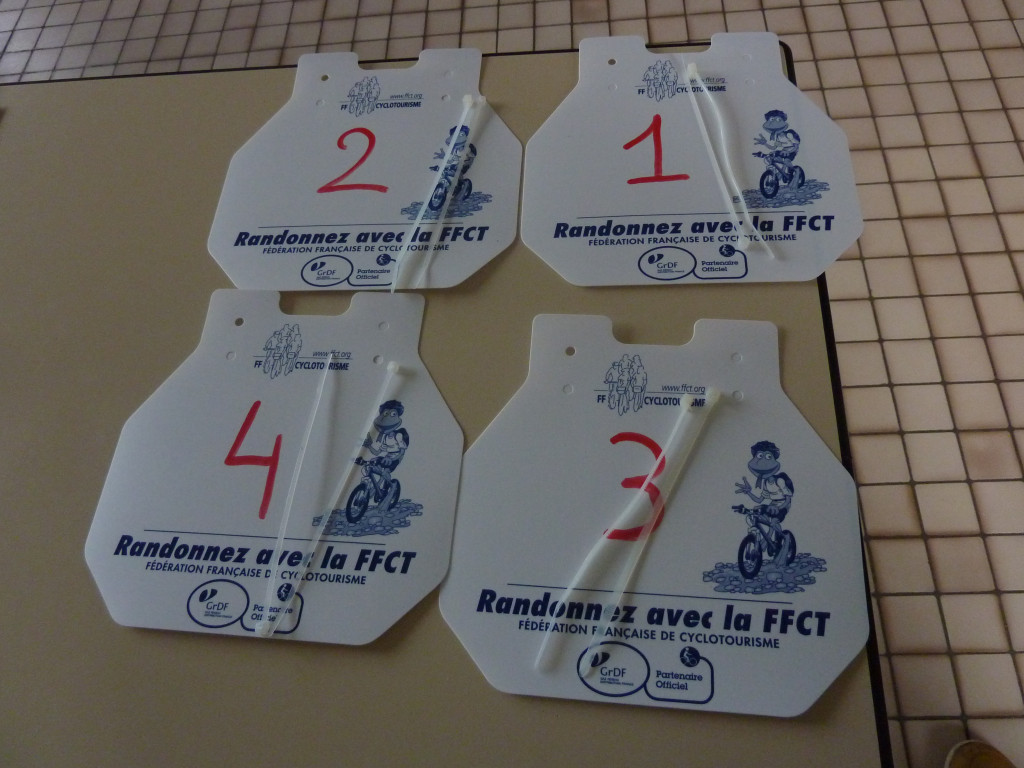 www.ffct.org
FF CYCLOTOURISME
2
Randonnez avec la FFCT
FÉDÉRATION FRANÇAISE DE CYCLOTOURISME
GrDF
Partenaire
Officiel
FF CYCLOTOURISME
1
Randonnez avec la FFCT
FÉDÉRATION FRANÇAISE DE CYCLOTOURISME
GrDF
Partenaire
Officiel
www.ffct.org
FF CYCLOTOURISME
4
Randonnez avec la FFCT
FÉDÉRATION FRANÇAISE DE CYCLOTOURISME
GrDF
Partenaire
Officiel
www.ffct.org
FF CYCLOTOURISME
3
Randonnez avec la FFCT
FÉDÉRATION FRANÇAISE DE CYCLOTOURISME
GrDF
Partenaire
Officiel